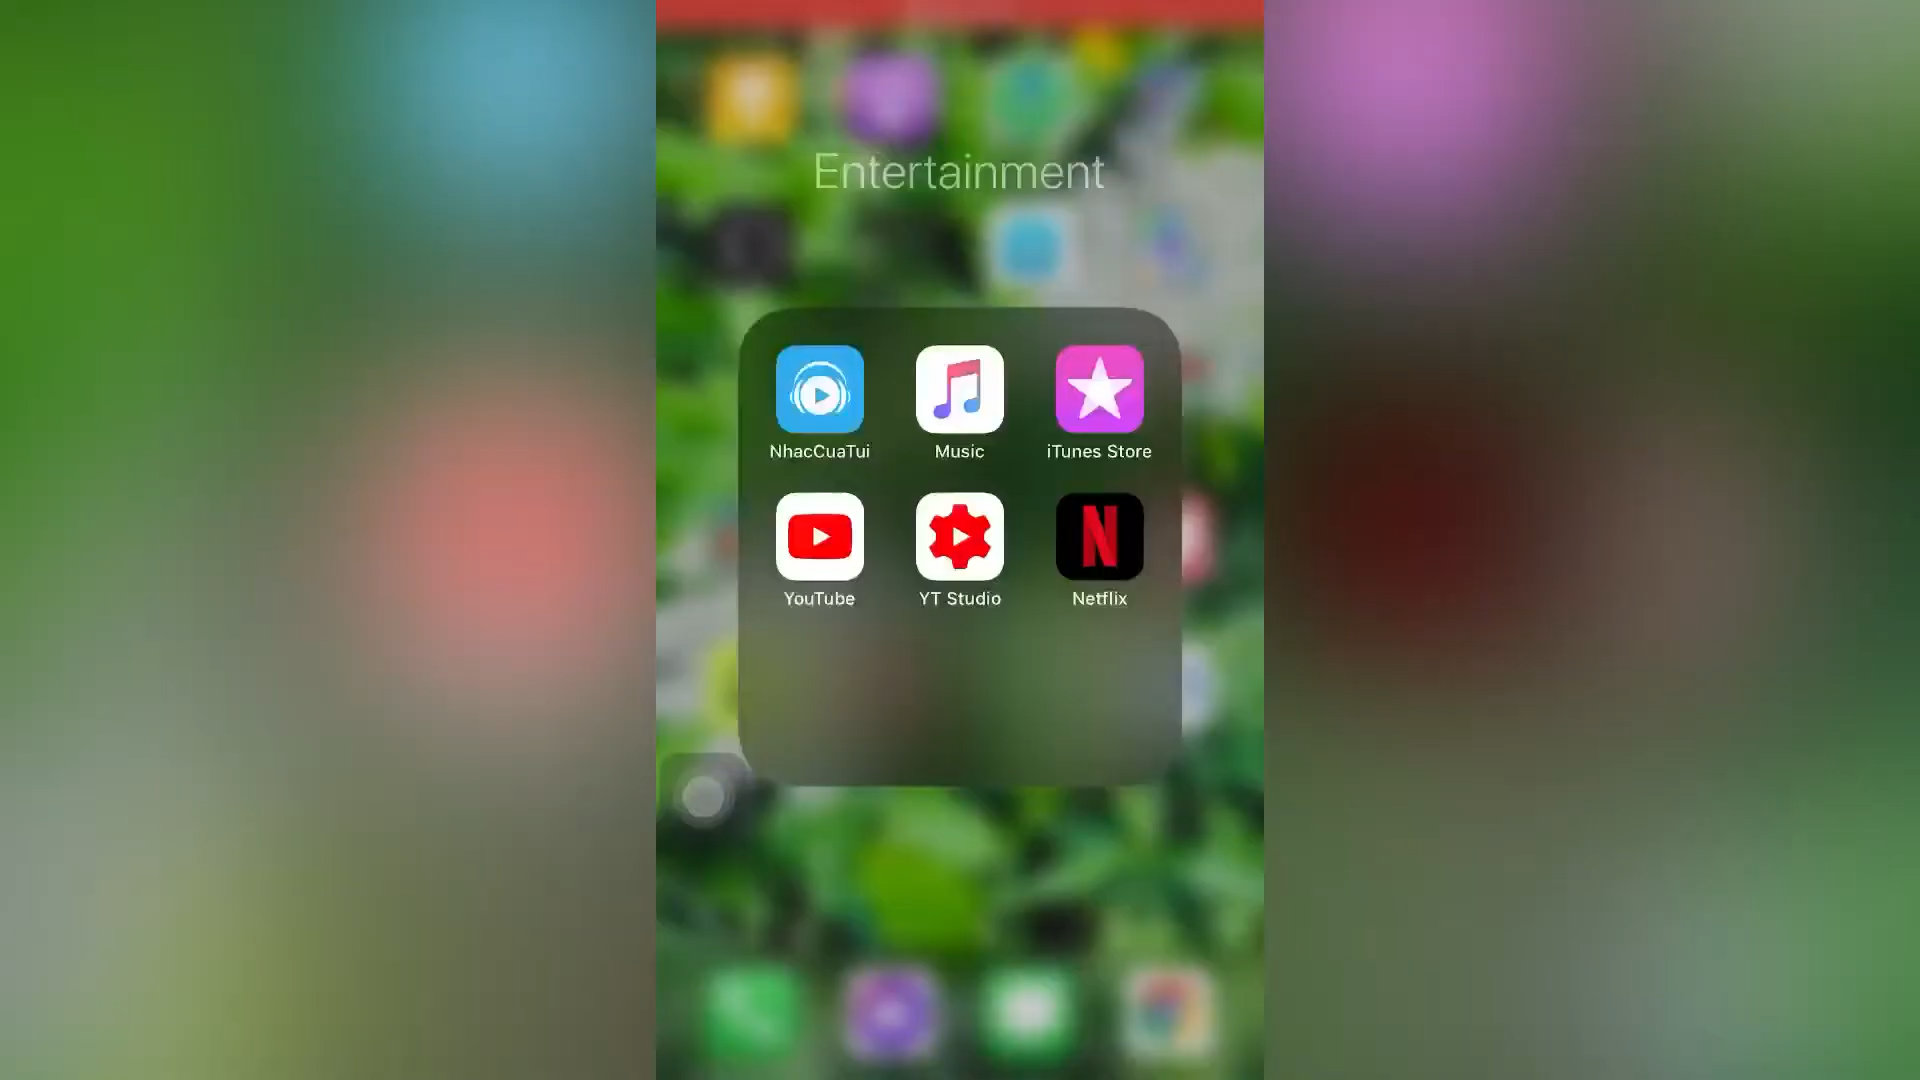 Entertainment
NhacCuaTui
Music
iTunes Store
YouTube
YT Studio
Netflix